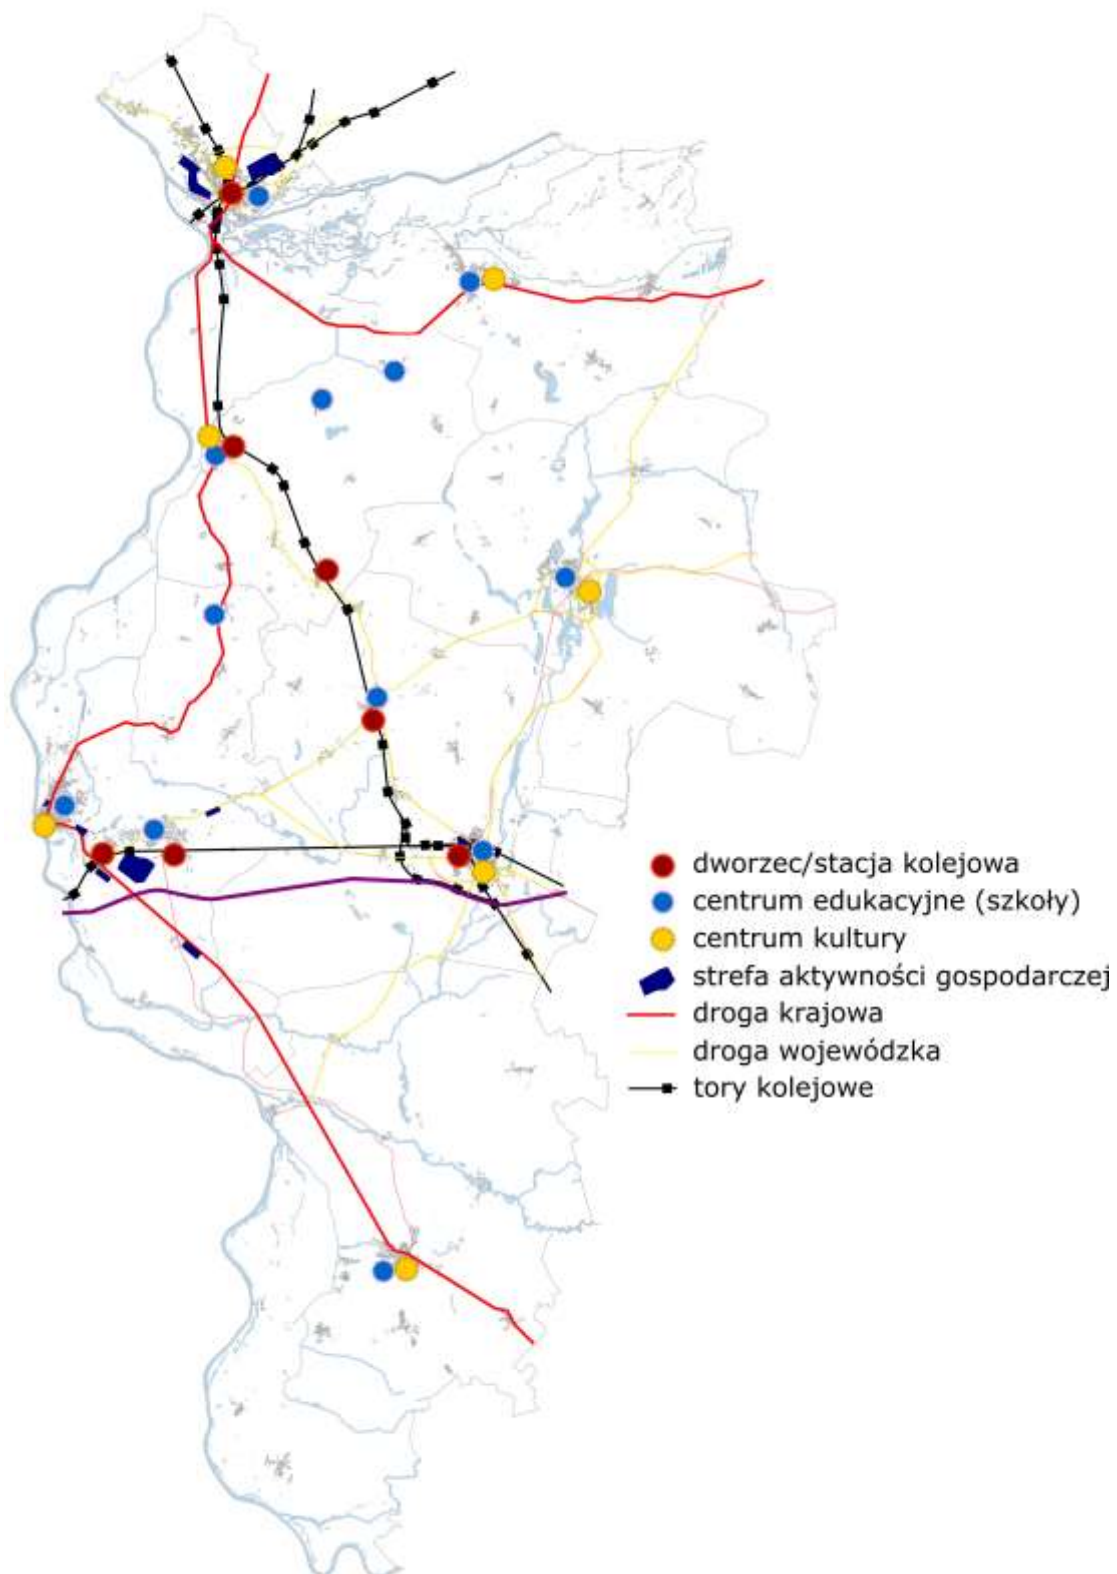 dworzec/stacja kolejowa
centrum edukacyjne (szkoły)
centrum kultury
strefa aktywności gospodarczej
droga krajowa
droga wojewódzka
tory kolejowe